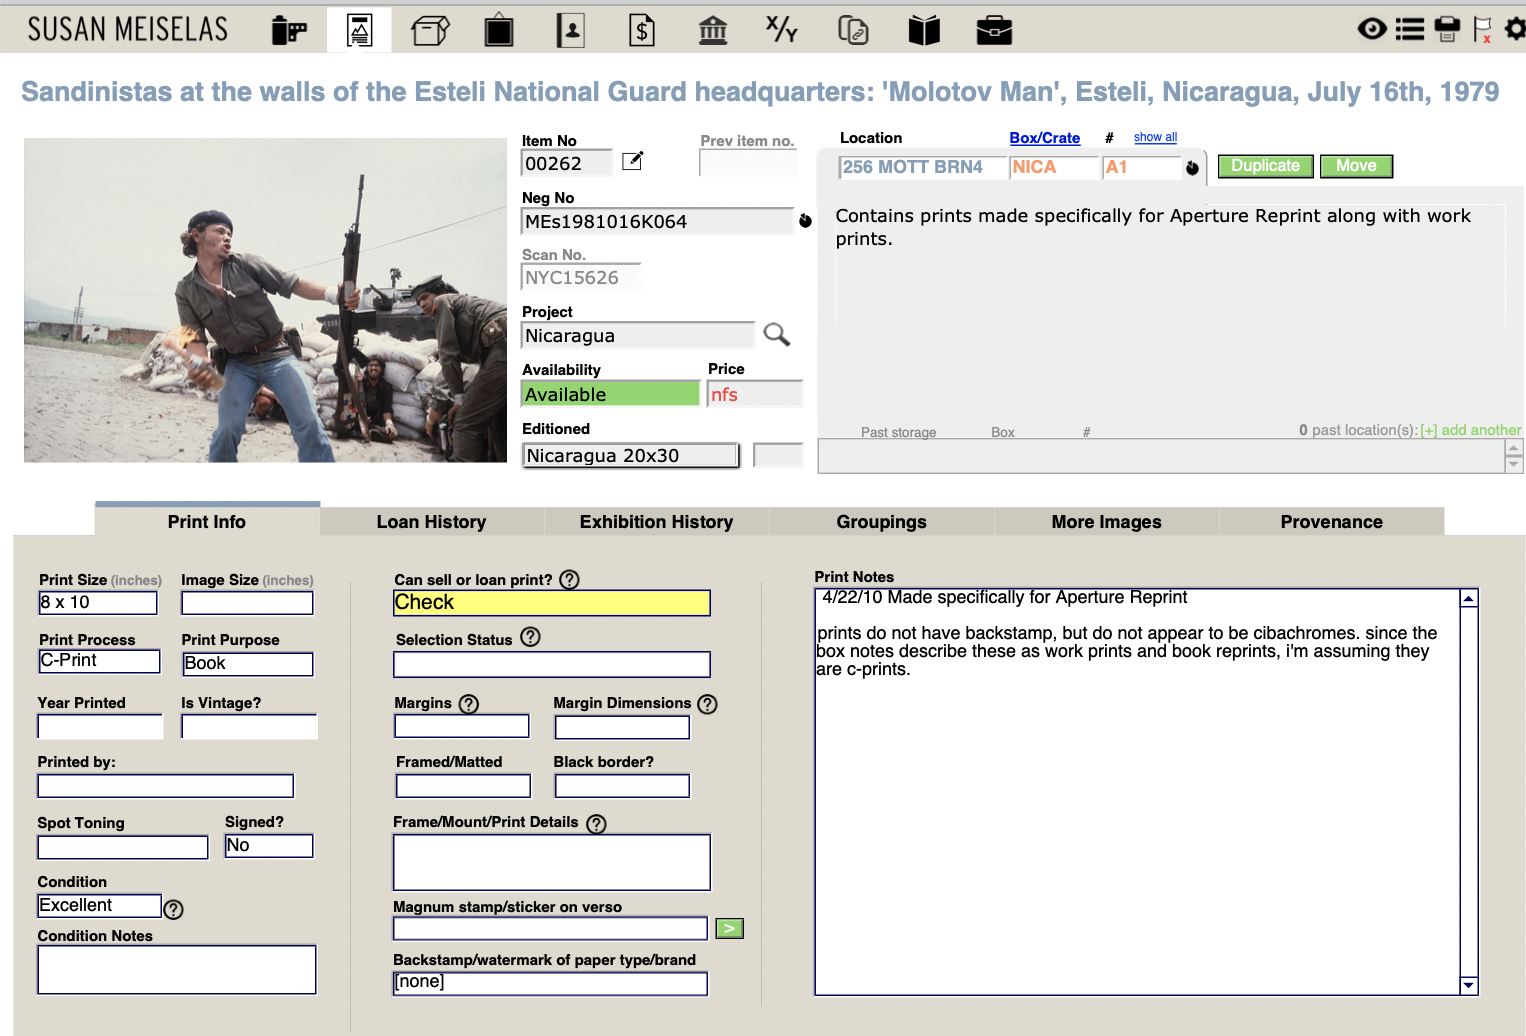 SUSAN MEISELAS
$
X/Y
x
Sandinistas at the walls of the Esteli National Guard headquarters: 'Molotov Man', Esteli, Nicaragua, July 16th, 1979
Item No
00262
Prev item no.
Neg No
MEs1981016K064
Scan No.
NYC15626
Project
Nicaragua
Availability
Available
Price
nfs
Editioned
Nicaragua 20x30
Location Box/Crate # show all
256 MOTT BRN4 NICA A1 Duplicate Move
Contains prints made specifically for Aperture Reprint along with work
prints.
Past storage Box # 0 past location(s): [+] add another
Print Info Loan History Exhibition History Groupings More Images Provenance
Print Size (inches) Image Size (inches)
8 x 10
Print Process Print Purpose
C-Print Book
Year Printed Is Vintage?
Printed by:
Spot Toning Signed?
No
Condition
Excellent ?
Condition Notes
Can sell or loan print? ?
Check
Selection Status ?
Margins ? Margin Dimensions ?
Framed/Matted Black border?
Frame/Mount/Print Details ?
Magnum stamp/sticker on verso
>
Backstamp/watermark of paper type/brand
[none]
Print Notes
4/22/10 Made specifically for Aperture Reprint
prints do not have backstamp, but do not appear to be cibachromes. since the
box notes describe these as work prints and book reprints, i'm assuming they
are c-prints.